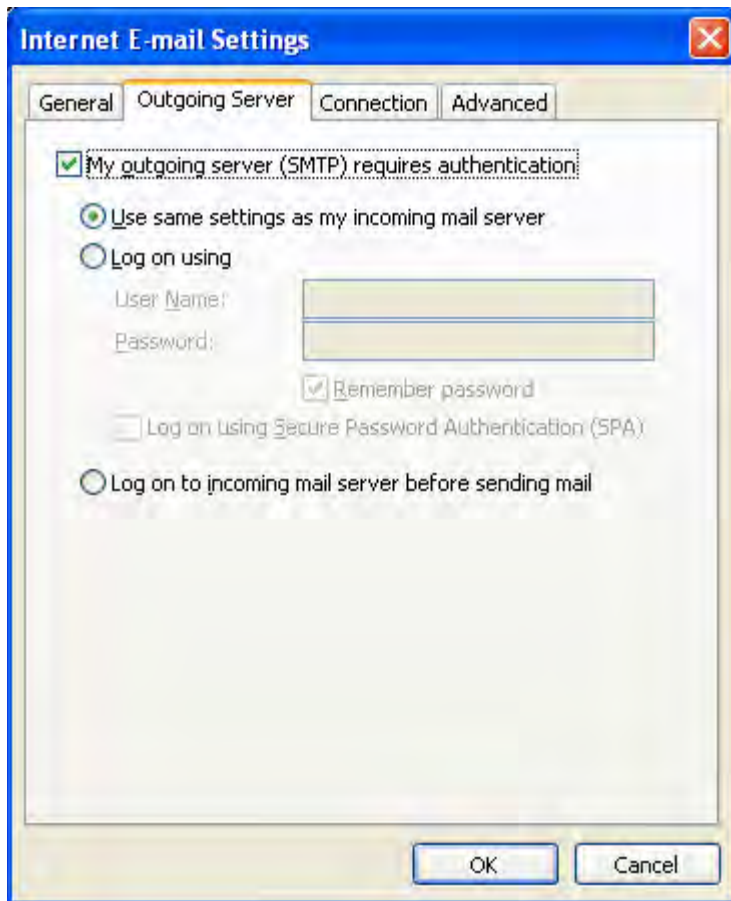 Internet E-mail Settings
General Outgoing Server Connection Advanced
My outgoing server (SMTP) requires authentication
Use same settings as my incoming mail server
Log on using
User Name:
Password:
Remember password
Log on using Secure Password Authentication (SPA)
Log on to incoming mail server before sending mail
OK Cancel